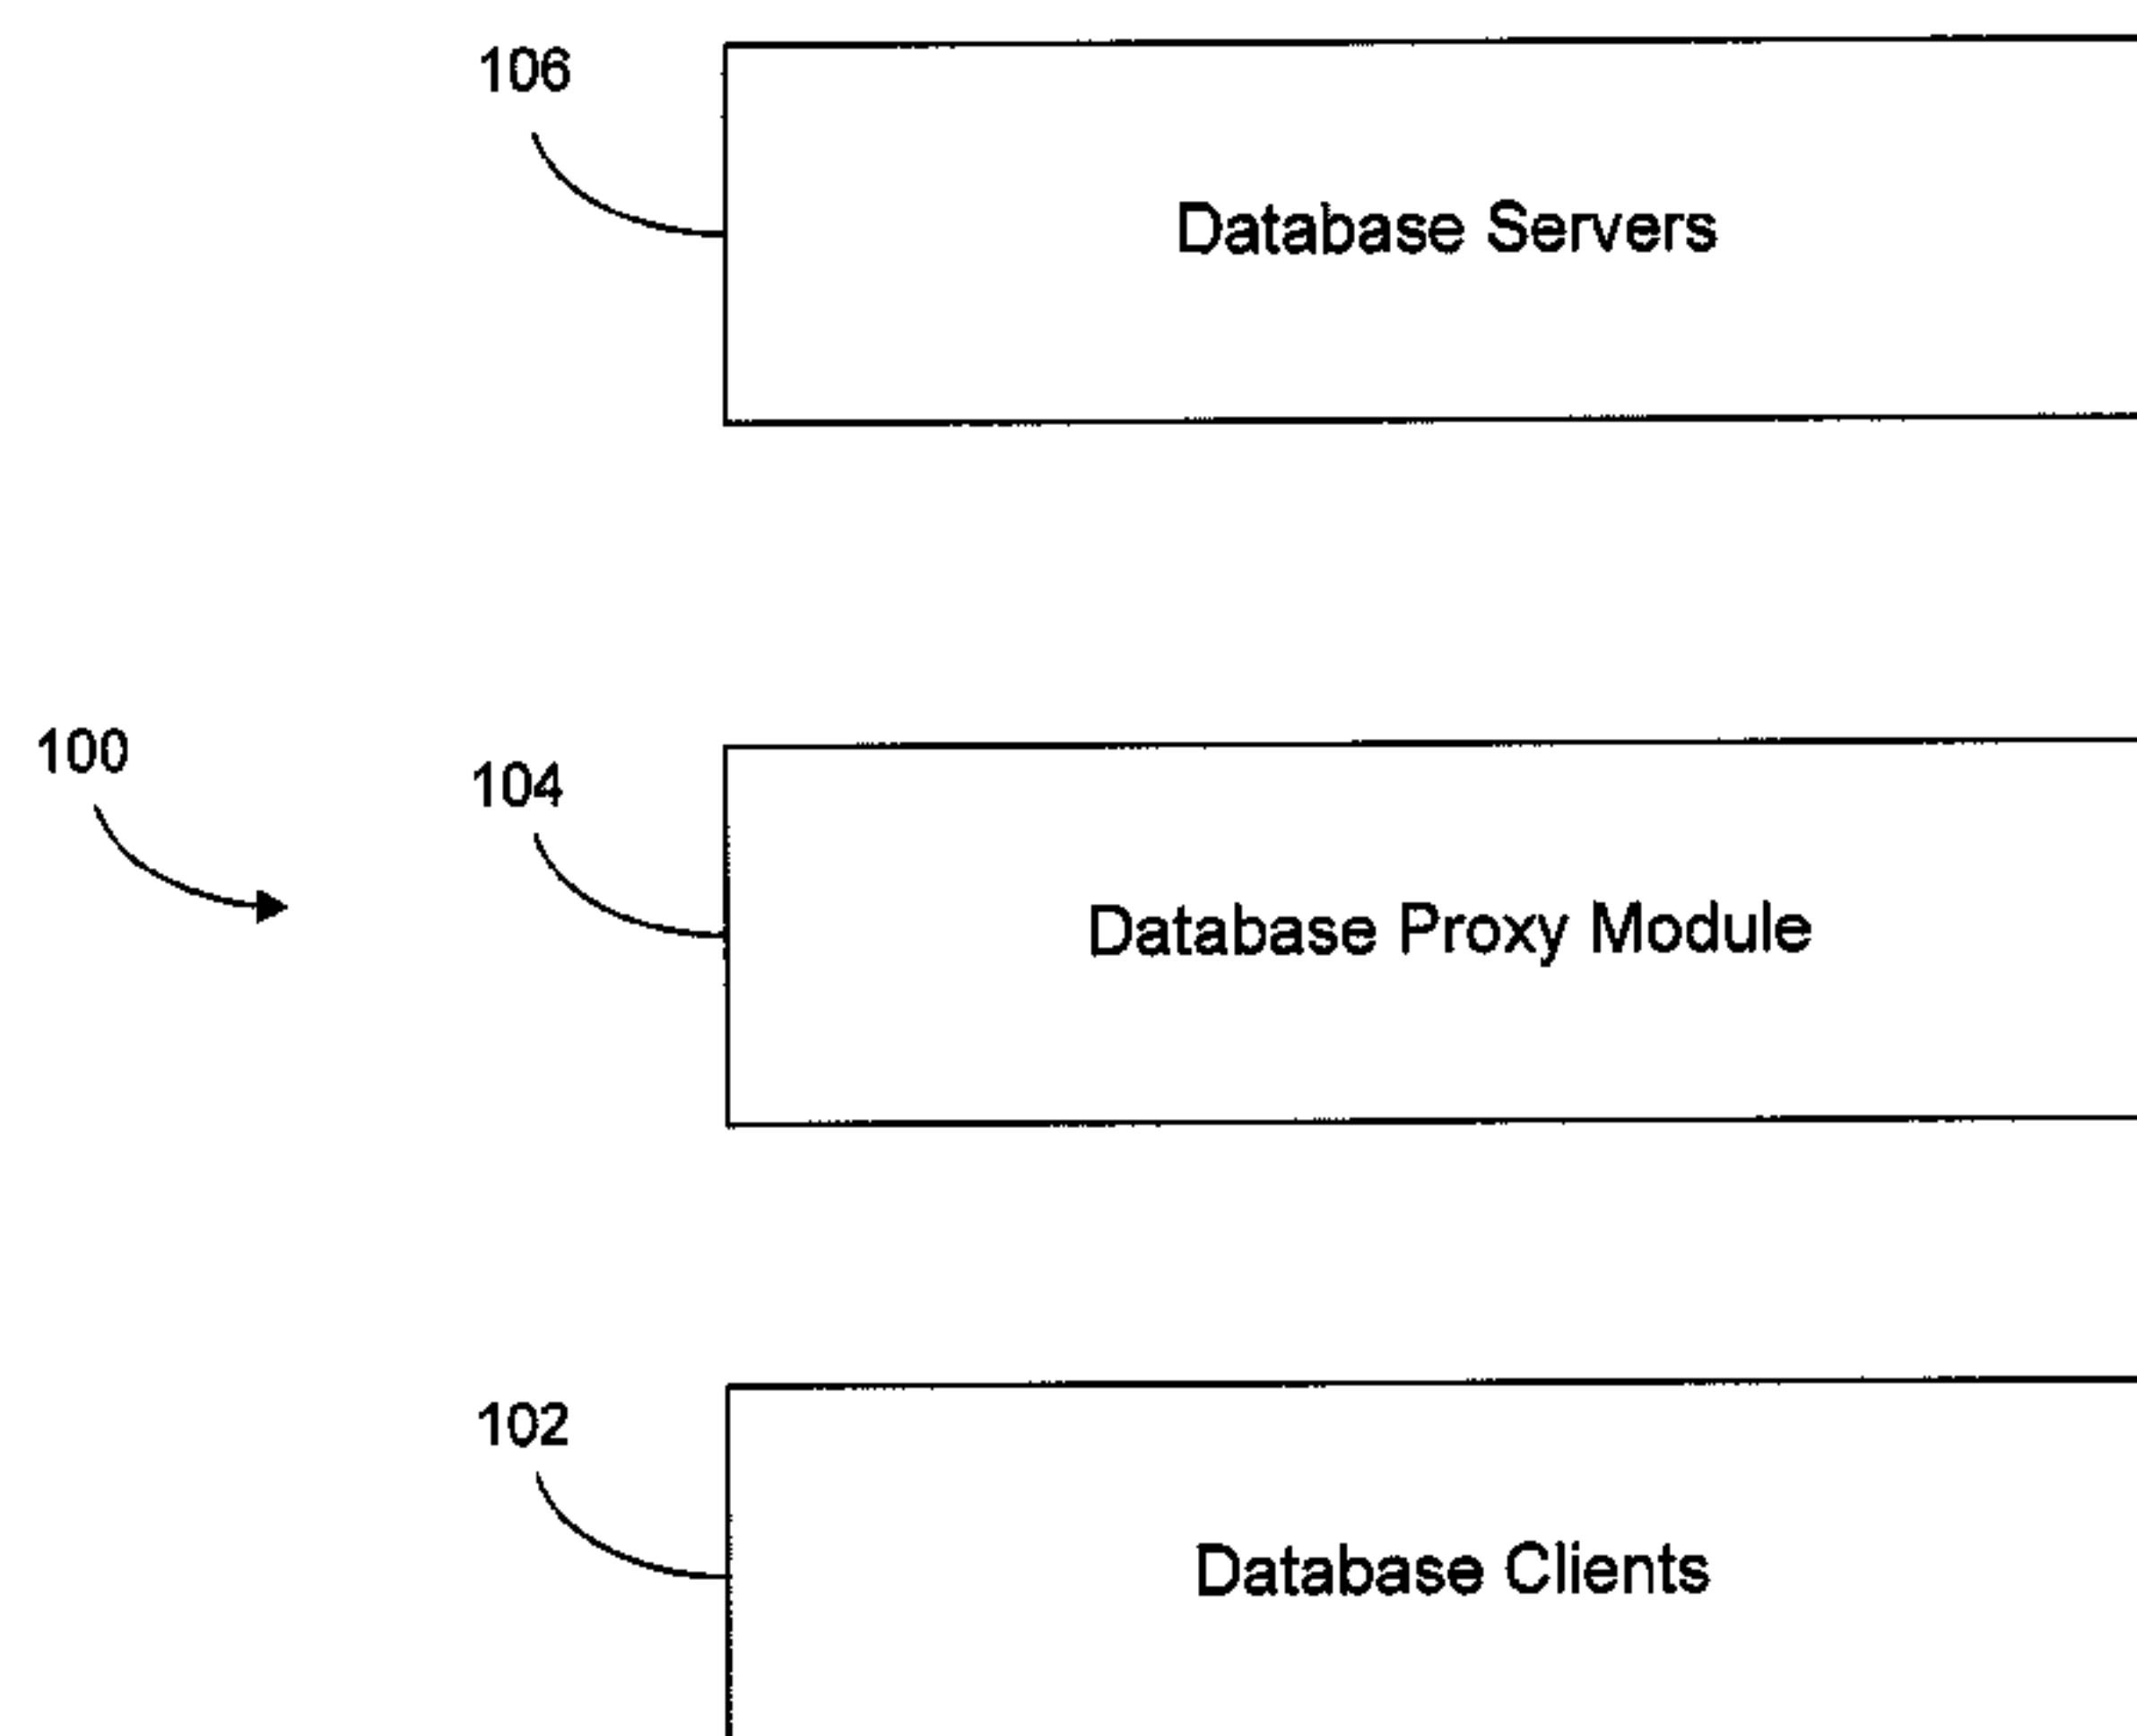 106
Database Servers
100
104
Database Proxy Module
102
Database Clients